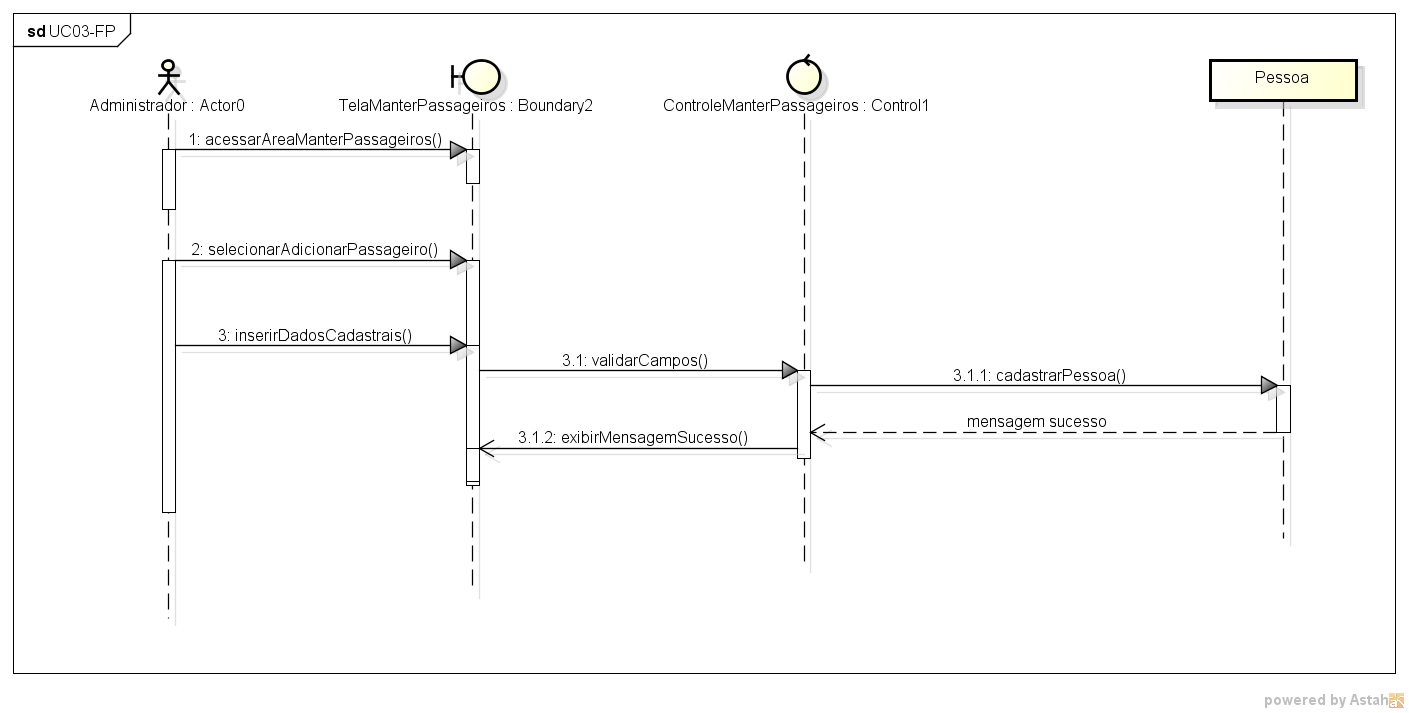 sd UC03-FP
Administrador : Actor0
TelaManterPassageiros : Boundary2
ControleManterPassageiros : Control1
Pessoa
1: acessarAreaManterPassageiros()
2: selecionarAdicionarPassageiro()
3: inserirDadosCadastrais()
3.1: validarCampos()
3.1.1: cadastrarPessoa()
mensagem sucesso
3.1.2: exibirMensagemSucesso()
powered by Astah